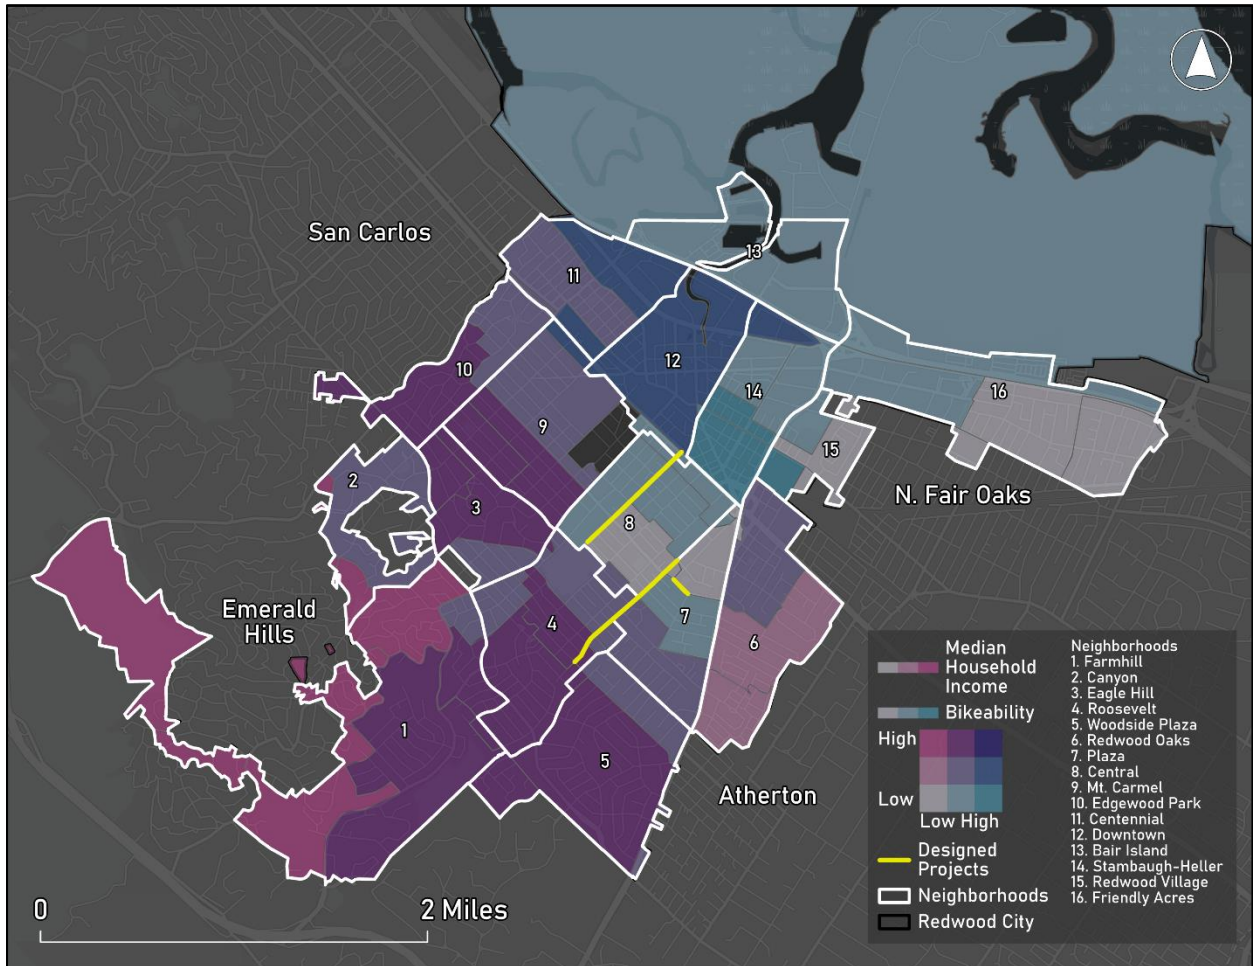 San Carlos
13
11
12
10
14
16
9
15
2
N. Fair Oaks
3
8
Emerald
Hills
4
7
6
1
5
Atherton
0
2 Miles
Median
Household
Income
Bikeability
High
Low
Low High
Designed
Projects
Neighborhoods
Redwood City
Neighborhoods
1. Farmhill
2. Canyon
3. Eagle Hill
4. Roosevelt
5. Woodside Plaza
6. Redwood Oaks
7. Plaza
8. Central
9. Mt. Carmel
10. Edgewood Park
11. Centennial
12. Downtown
13. Bair Island
14. Stambaugh-Heller
15. Redwood Village
16. Friendly Acres